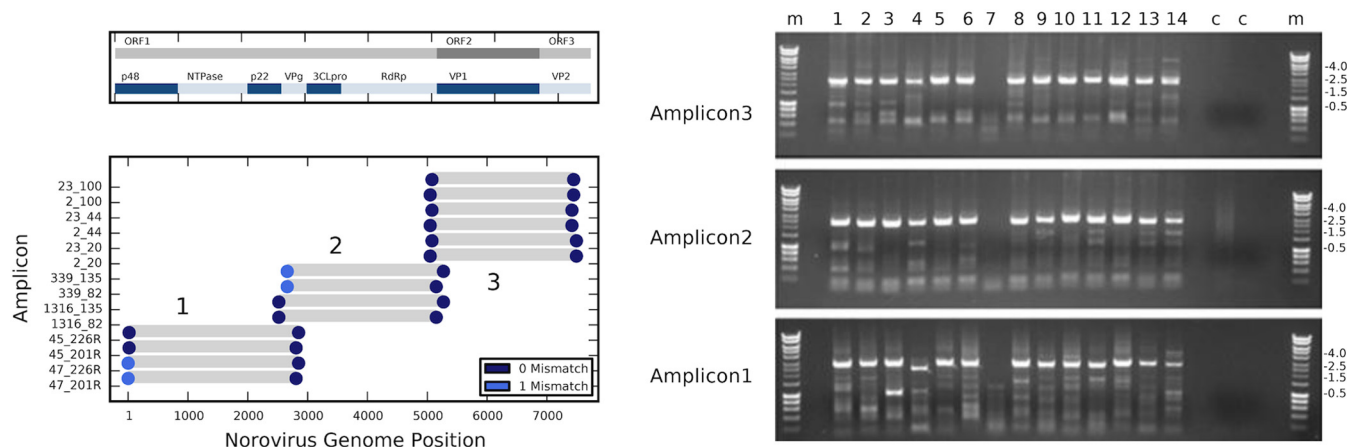 ORF1 ORF2 ORF3
p48 NTPase p22 VPg 3CLpro RdRp VP1 VP2
Amplicon
23_100
2_100
23_44
2_44
23_20
2_20
339_135
339_82
1316_135
1316_82
45_226R
45_201R
47_226R
47_201R
1
2
3
0 Mismatch
1 Mismatch
1 1000 2000 3000 4000 5000 6000 7000
Norovirus Genome Position
m 1 2 3 4 5 6 7 8 9 10 11 12 13 14 c c m
Amplicon3
-4.0
-2.5
-1.5
-0.5
Amplicon2
-4.0
-2.5
-1.5
-0.5
Amplicon1
-4.0
-2.5
-1.5
-0.5